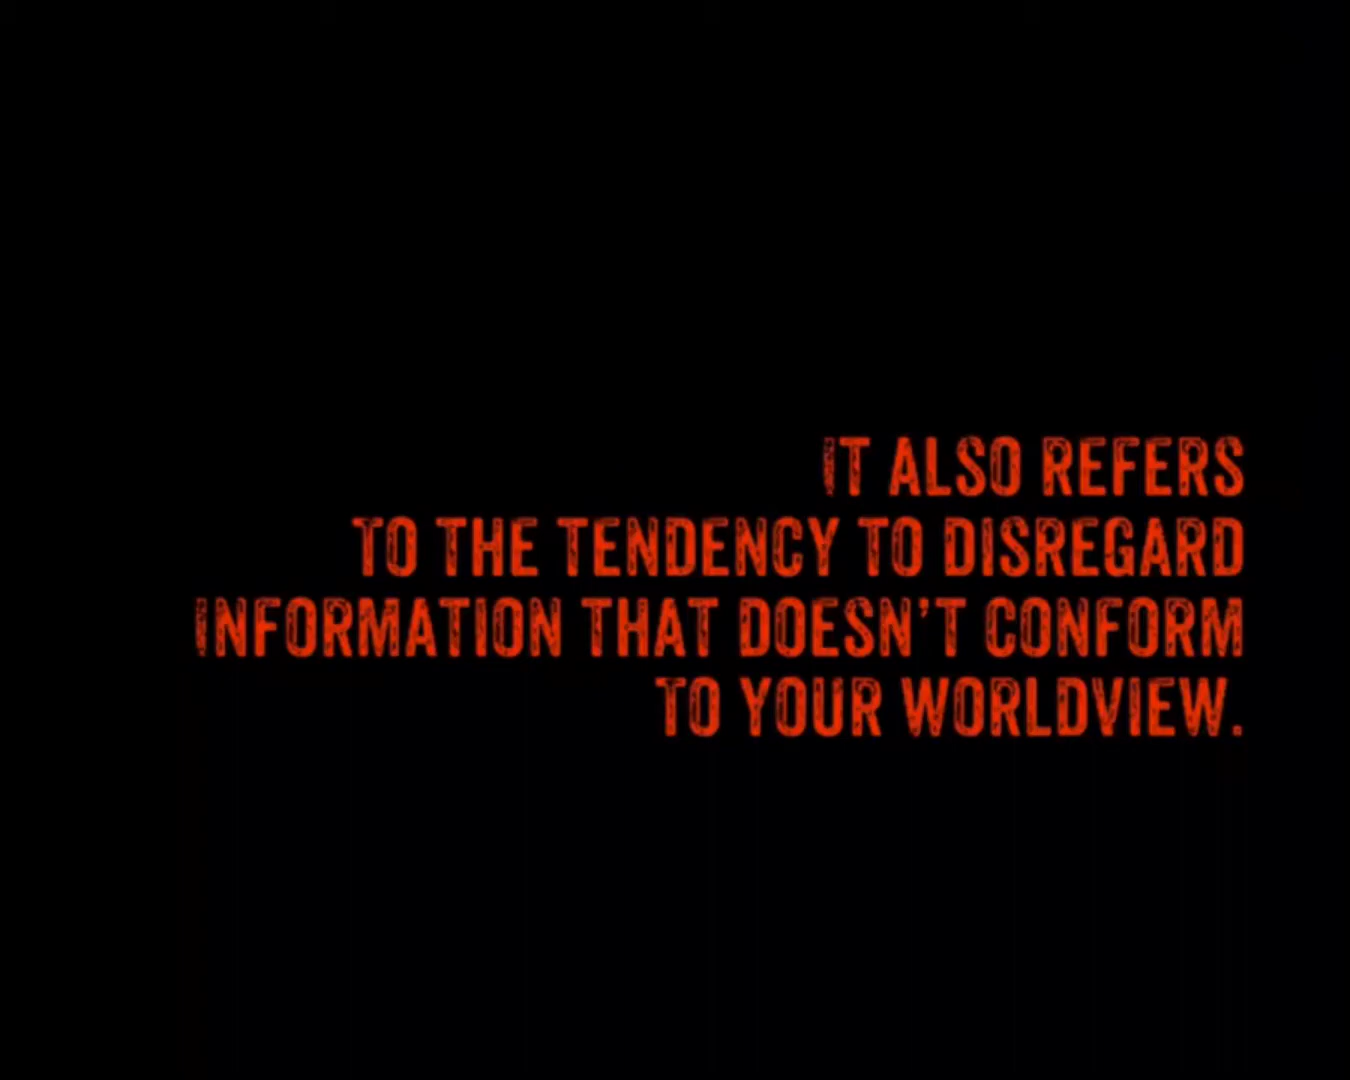 IT ALSO REFERS
TO THE TENDENCY TO DISREGARD
INFORMATION THAT DOESN'T CONFORM
TO YOUR WORLDVIEW.